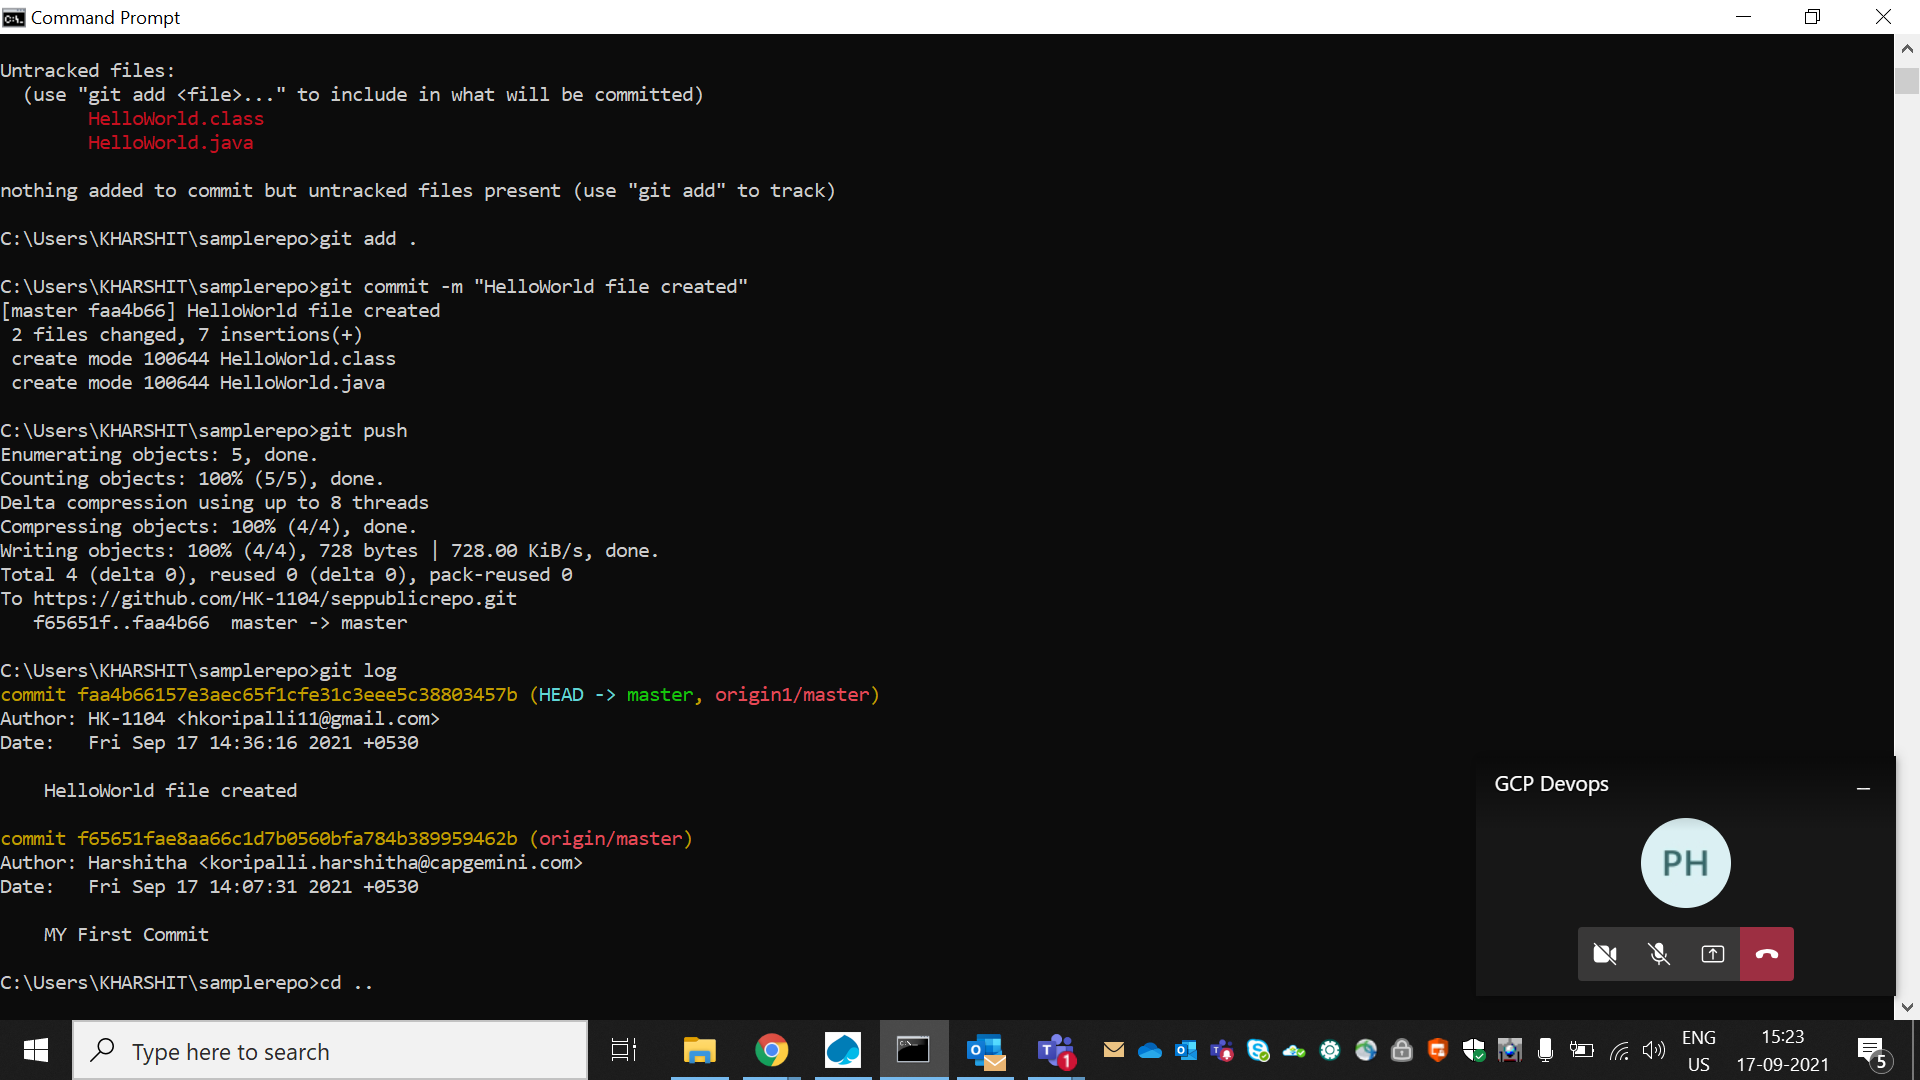 Command Prompt
Untracked files:
  (use "git add <file>..." to include in what will be committed)
        HelloWorld.class
        HelloWorld.java
nothing added to commit but untracked files present (use "git add" to track)
C:\Users\KHARSHIT\samplerepo>git add .
C:\Users\KHARSHIT\samplerepo>git commit -m "HelloWorld file created"
[master faa4b66] HelloWorld file created
 2 files changed, 7 insertions(+)
 create mode 100644 HelloWorld.class
 create mode 100644 HelloWorld.java
C:\Users\KHARSHIT\samplerepo>git push
Enumerating objects: 5, done.
Counting objects: 100% (5/5), done.
Delta compression using up to 8 threads
Compressing objects: 100% (4/4), done.
Writing objects: 100% (4/4), 728 bytes | 728.00 KiB/s, done.
Total 4 (delta 0), reused 0 (delta 0), pack-reused 0
To https://github.com/HK-1104/seppublicrepo.git
   f65651f..faa4b66  master -> master
C:\Users\KHARSHIT\samplerepo>git log
commit faa4b66157e3aec65f1cfe31c3eee5c38803457b (HEAD -> master, origin1/master)
Author: HK-1104 <hkoripalli11@gmail.com>
Date:   Fri Sep 17 14:36:16 2021 +0530
    HelloWorld file created
commit f65651fae8aa66c1d7b0560bfa784b389959462b (origin/master)
Author: Harshitha <koripalli.harshitha@capgemini.com>
Date:   Fri Sep 17 14:07:31 2021 +0530
    MY First Commit
C:\Users\KHARSHIT\samplerepo>cd ..
GCP Devops
PH
Type here to search
1
ENG
US
15:23
17-09-2021
5